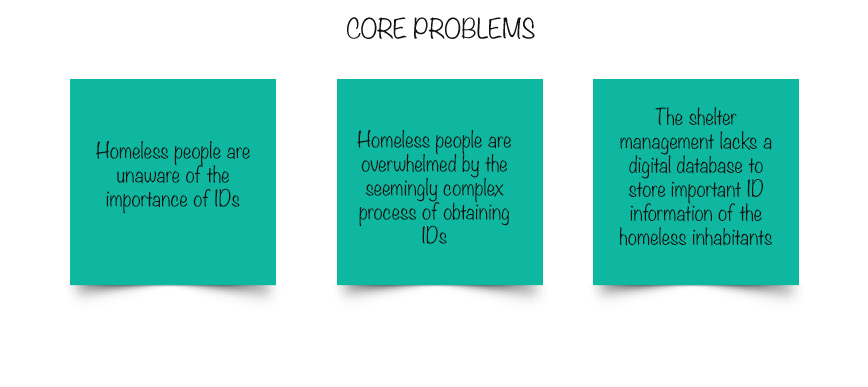 CORE PROBLEMS
Homeless people are
unaware of the
importance of IDs
Homeless people are
overwhelmed by the
seemingly complex
process of obtaining
IDs
The shelter
management lacks a
digital database to
store important ID
information of the
homeless inhabitants